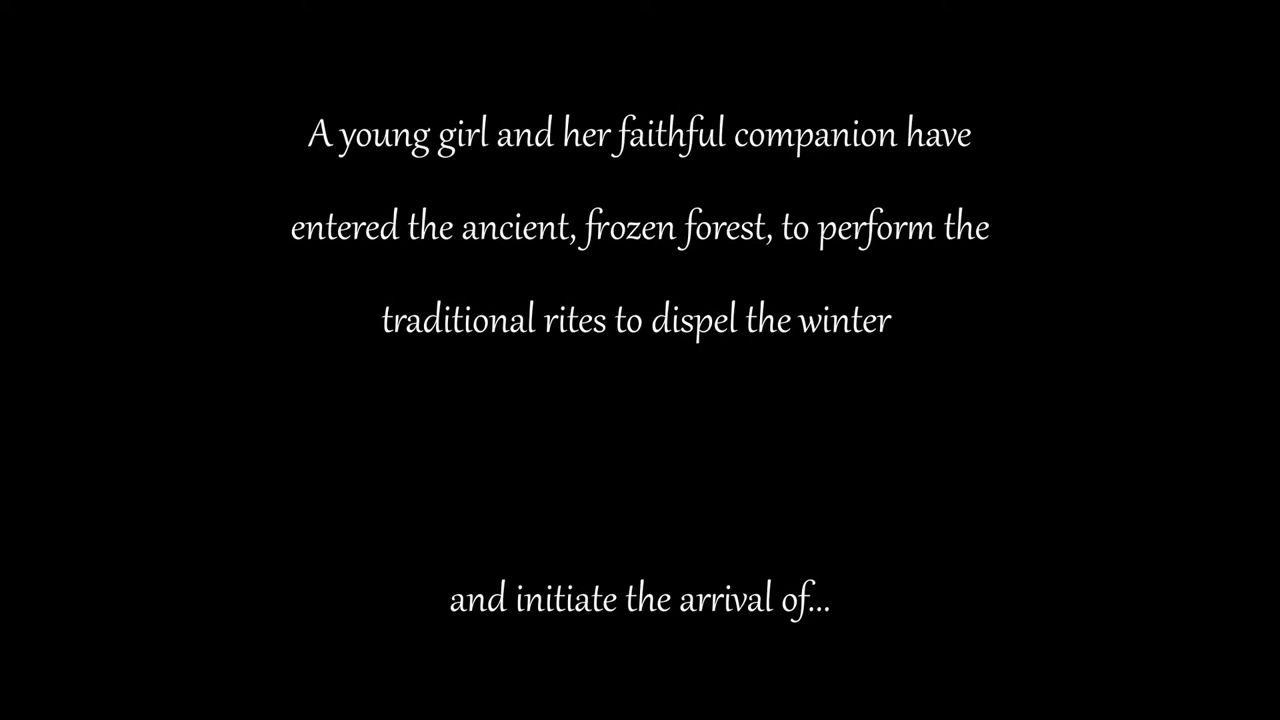 A young girl and her faithful companion have
entered the ancient, frozen forest, to perform the
traditional rites to dispel the winter
and initiate the arrival of...